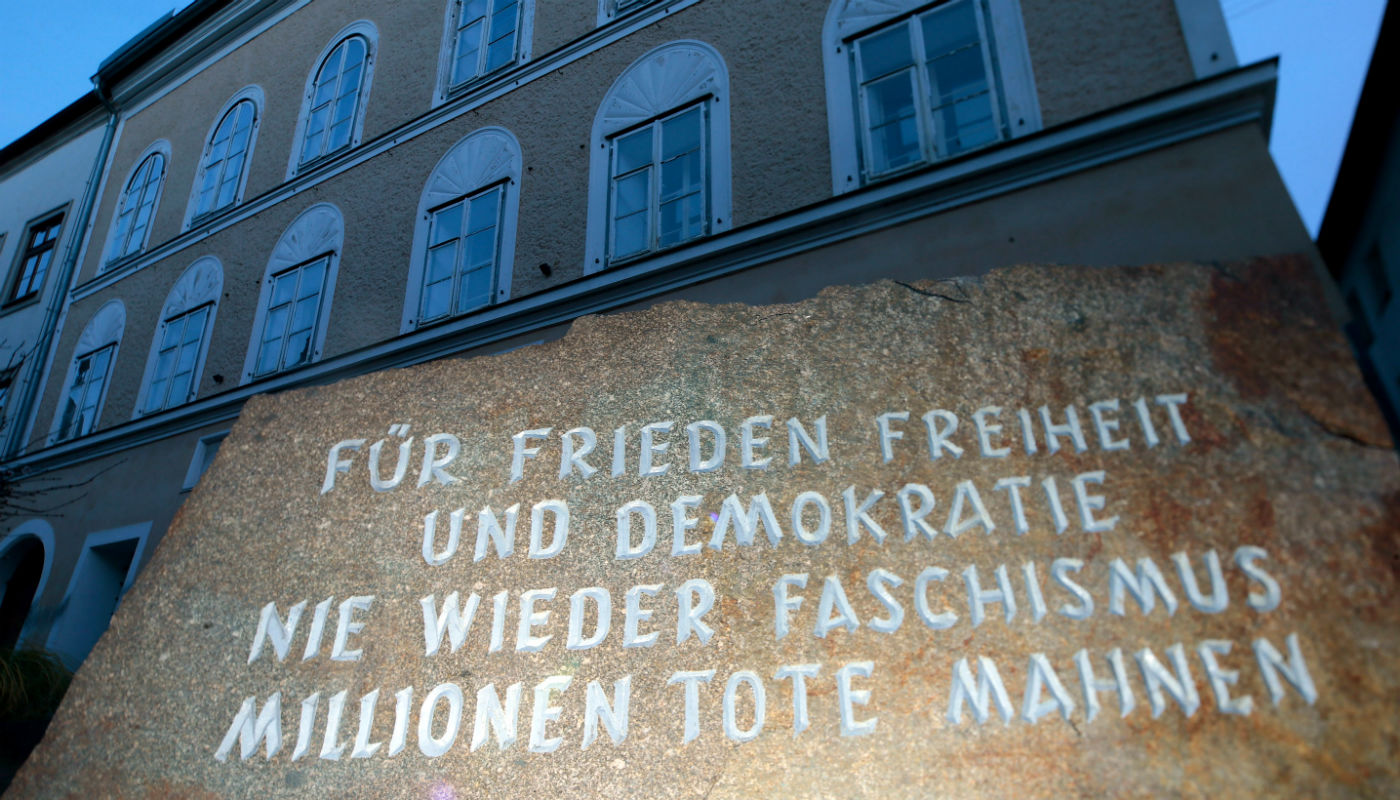 FÜR FRIEDEN FREIHEIT
UND DEMOKRATIE
NIE WIEDER FASCHISMUS
MILLIONEN TOTE MAHNEN